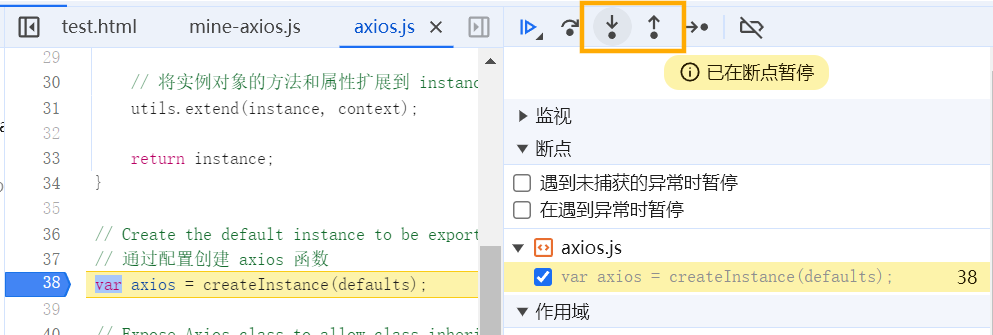 test.html mine-axios.js axios.js
29
30 // 将实例对象的方法和属性扩展到 instanc
31 utils.extend(instance, context);
32
33 return instance;
34 }
35
36 // Create the default instance to be export
37 // 通过配置创建 axios 函数
38 var axios = createInstance(defaults);
39
40 // Expose Axios class to allow class inheri
已在断点暂停
监视
断点
遇到未捕获的异常时暂停
在遇到异常时暂停
axios.js
var axios = createInstance(defaults); 38
作用域